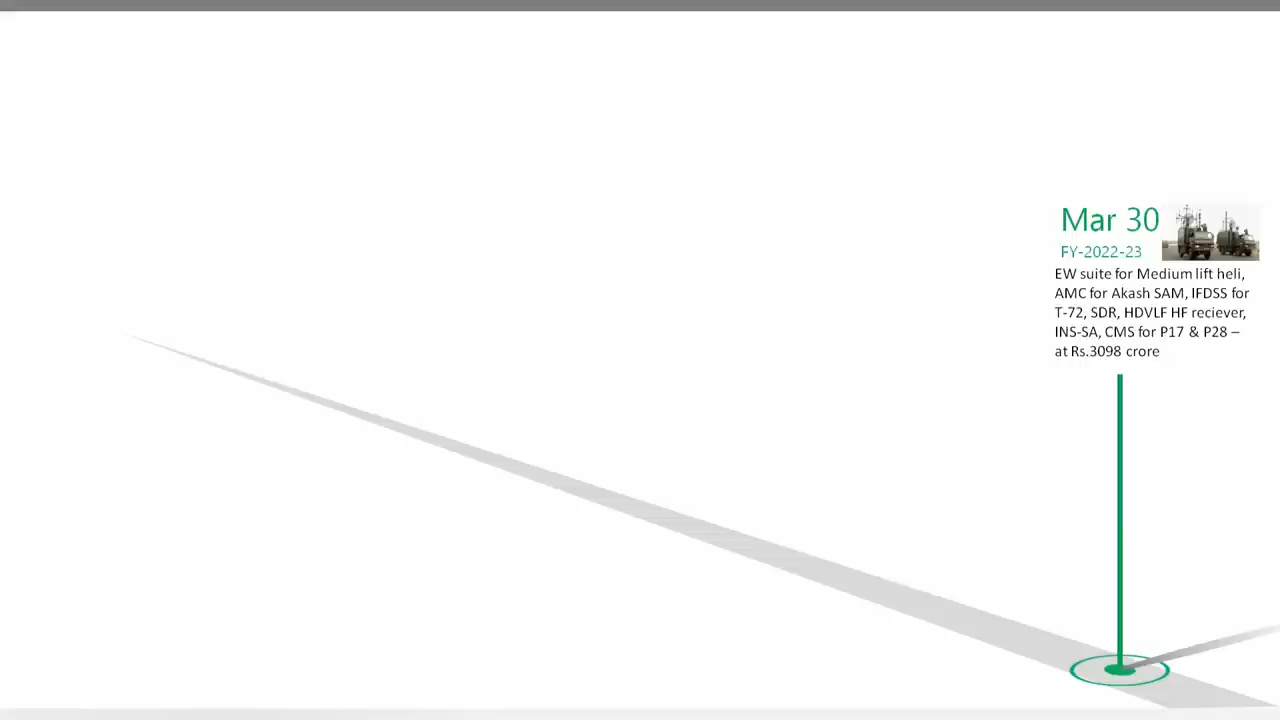 Mar 30
FY-2022-23
EW suite for Medium lift heli,
AMC for Akash SAM, IFDSS for
T-72, SDR, HDVLF HF reciever,
INS-SA, CMS for P17 & P28 –
at Rs.3098 crore